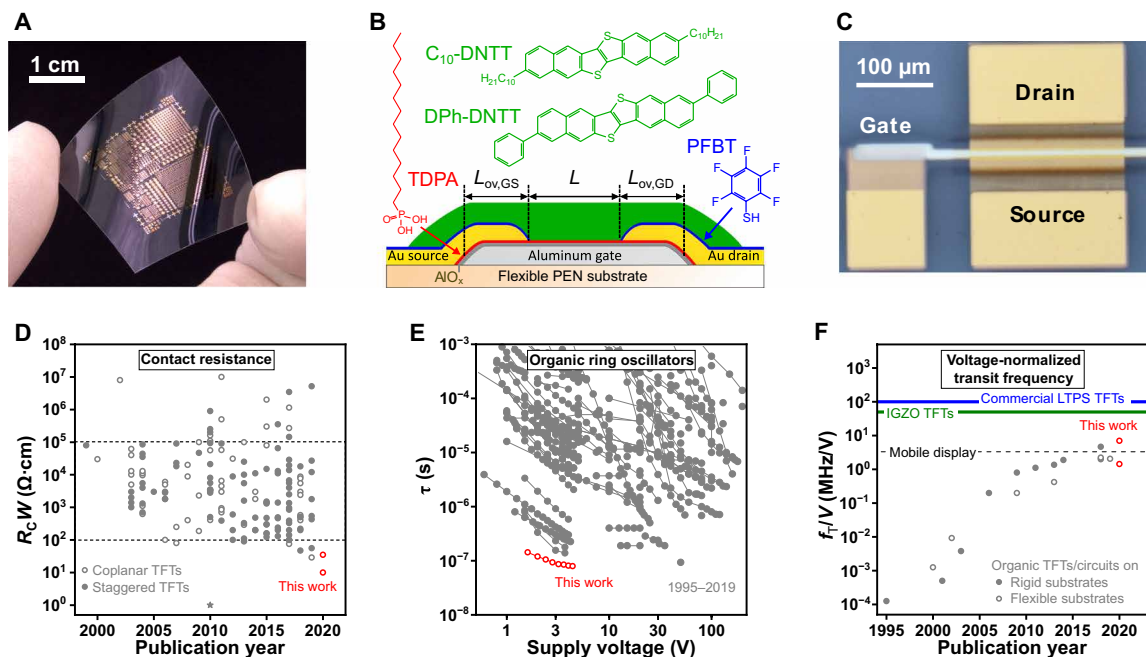 A
1 cm
B
C₁₀-DNTT
C₁₀H₂₁
S
S
H₂₁C₁₀
DPh-DNTT
S
S
PFBT
F
F
F
F
F
SH
TDPA
O
P
OH
OH
L_ov,GS
L
L_ov,GD
Au source
Aluminum gate
Au drain
AlOₓ
Flexible PEN substrate
C
100 µm
Drain
Gate
Source
D
Contact resistance
R_C W (Ω·cm)
10⁸
10⁷
10⁶
10⁵
10⁴
10³
10²
10¹
10⁰
Coplanar TFTs
Staggered TFTs
This work
2000
2005
2010
2015
2020
Publication year
E
Organic ring oscillators
τ (s)
10⁻³
10⁻⁴
10⁻⁵
10⁻⁶
10⁻⁷
10⁻⁸
This work
1995–2019
1
3
10
30
100
Supply voltage (V)
F
Voltage-normalized
transit frequency
f_T/V (MHz/V)
10³
10²
10¹
10⁰
10⁻¹
10⁻²
10⁻³
10⁻⁴
Commercial LTPS TFTs
IGZO TFTs
This work
Mobile display
Organic TFTs/circuits on
Rigid substrates
Flexible substrates
1995
2000
2005
2010
2015
2020
Publication year